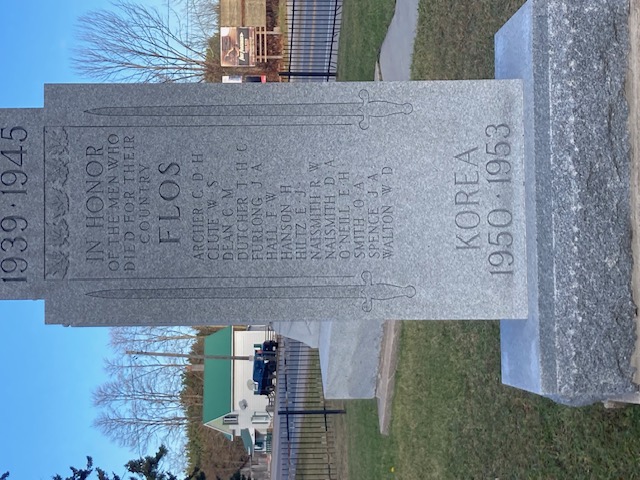 1939·1945
IN HONOR
OF THE MEN WHO
DIED FOR THEIR
COUNTRY
FLOS
ARCHER C D H
CLUTE W S
DEAN G M
DUTCHER T H C
FURLONG J A
HALL F W
HANSON H
HILTZ E J
NAISMITH R W
NAISMITH D A
O'NEILL E H
SMITH O A
SPENCE J A
WALTON W D
KOREA
1950·1953